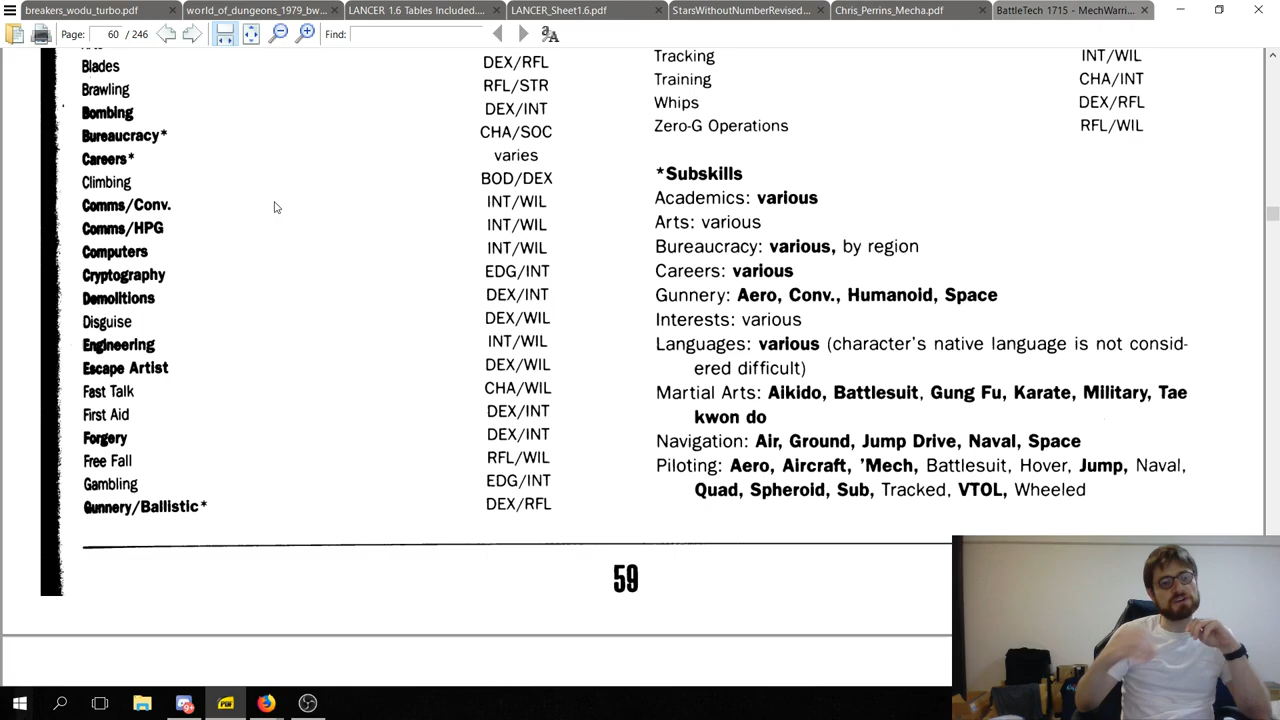 breakers_wodu_turbo.pdf
world_of_dungeons_1979_bw...
LANCER 1.6 Tables Included....
LANCER_Sheet1.6.pdf
StarsWithoutNumberRevised...
Chris_Perrins_Mecha.pdf
BattleTech 1715 - MechWarri...
Page: 60 / 246 Find:
Blades DEX/RFL
Brawling RFL/STR
Bombing DEX/INT
Bureaucracy* CHA/SOC
Careers* varies
Climbing BOD/DEX
Comms/Conv. INT/WIL
Comms/HPG INT/WIL
Computers INT/WIL
Cryptography EDG/INT
Demolitions DEX/INT
Disguise DEX/WIL
Engineering INT/WIL
Escape Artist DEX/WIL
Fast Talk CHA/WIL
First Aid DEX/INT
Forgery DEX/INT
Free Fall RFL/WIL
Gambling EDG/INT
Gunnery/Ballistic* DEX/RFL
Tracking INT/WIL
Training CHA/INT
Whips DEX/RFL
Zero-G Operations RFL/WIL
*Subskills
Academics: various
Arts: various
Bureaucracy: various, by region
Careers: various
Gunnery: Aero, Conv., Humanoid, Space
Interests: various
Languages: various (character's native language is not consid-
ered difficult)
Martial Arts: Aikido, Battlesuit, Gung Fu, Karate, Military, Tae
kwon do
Navigation: Air, Ground, Jump Drive, Naval, Space
Piloting: Aero, Aircraft, 'Mech, Battlesuit, Hover, Jump, Naval,
Quad, Spheroid, Sub, Tracked, VTOL, Wheeled
59